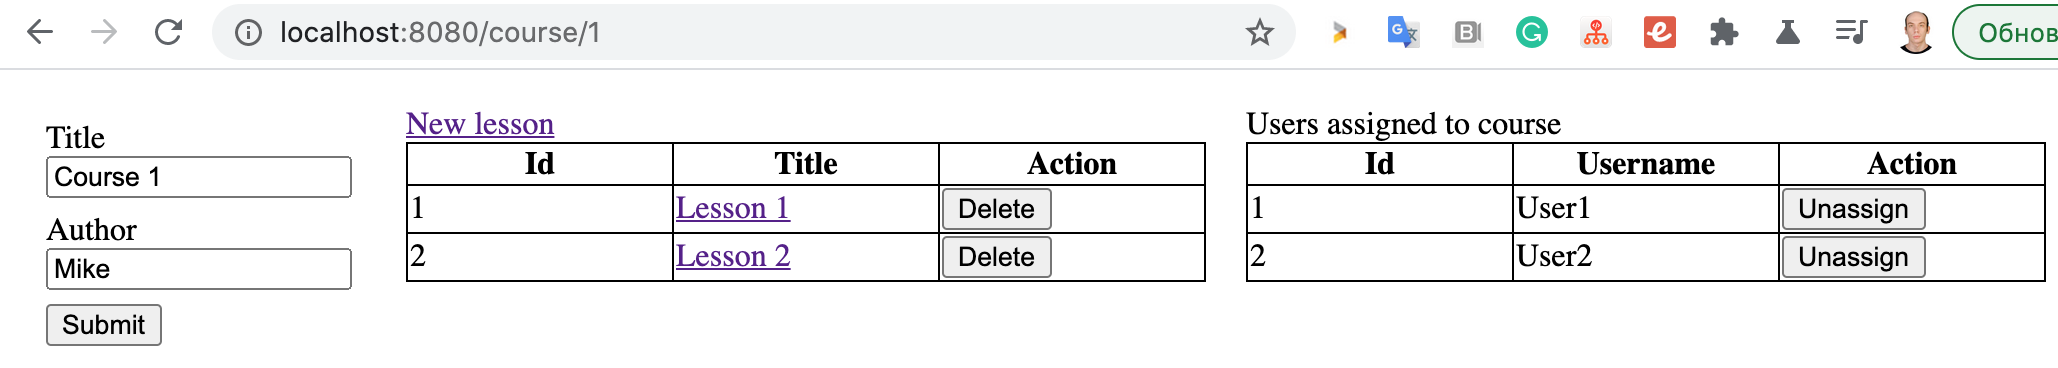 localhost:8080/course/1
Обнов
Title
Course 1
Author
Mike
Submit
New lesson
Id Title Action
1 Lesson 1 Delete
2 Lesson 2 Delete
Users assigned to course
Id Username Action
1 User1 Unassign
2 User2 Unassign